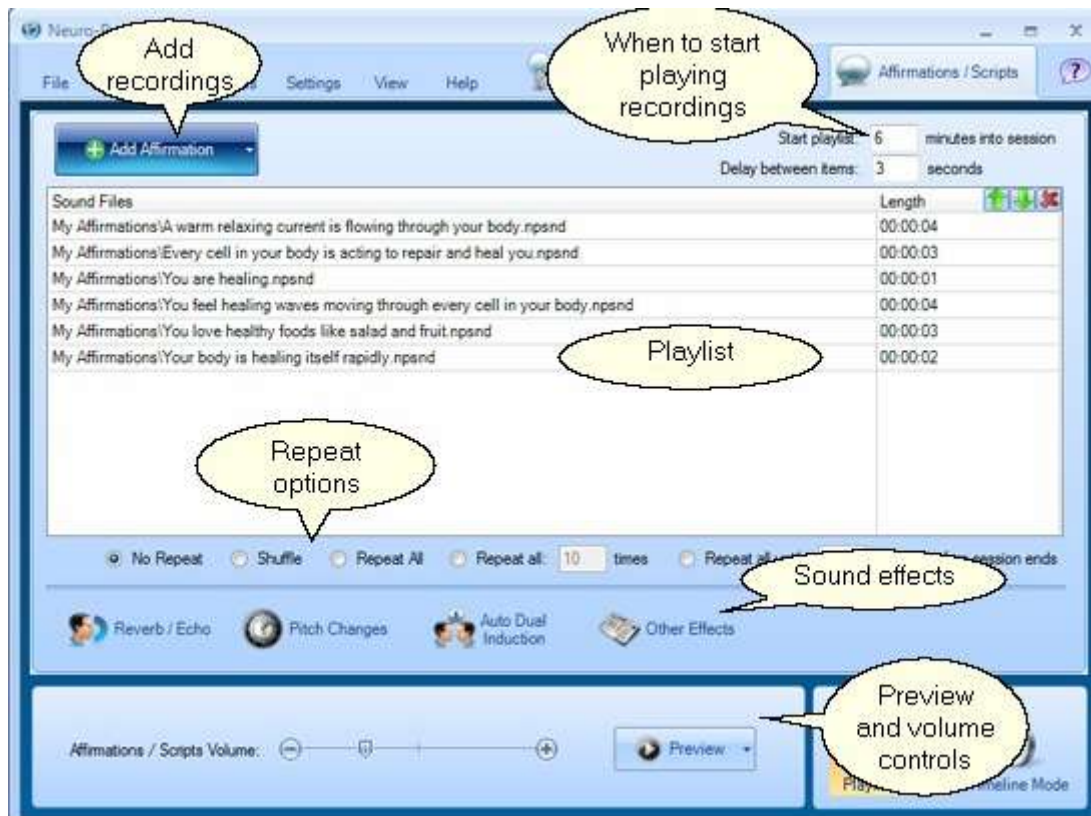 Add
recordings
When to start
playing
recordings
File Settings View Help Affirmations / Scripts ?
Add Affirmation
Start playlist: 6 minutes into session
Delay between items: 3 seconds
Sound Files Length
My Affirmations\A warm relaxing current is flowing through your body.npsnd 00:00:04
My Affirmations\Every cell in your body is acting to repair and heal you.npsnd 00:00:03
My Affirmations\You are healing.npsnd 00:00:01
My Affirmations\You feel healing waves moving through every cell in your body.npsnd 00:00:04
My Affirmations\You love healthy foods like salad and fruit.npsnd 00:00:03
My Affirmations\Your body is healing itself rapidly.npsnd 00:00:02
Playlist
Repeat
options
No Repeat Shuffle Repeat All Repeat all: 10 times Repeat all session ends
Sound effects
Reverb / Echo Pitch Changes Auto Dual
Induction
Other Effects
Preview
and volume
controls
Affirmations / Scripts Volume: Preview
Mode